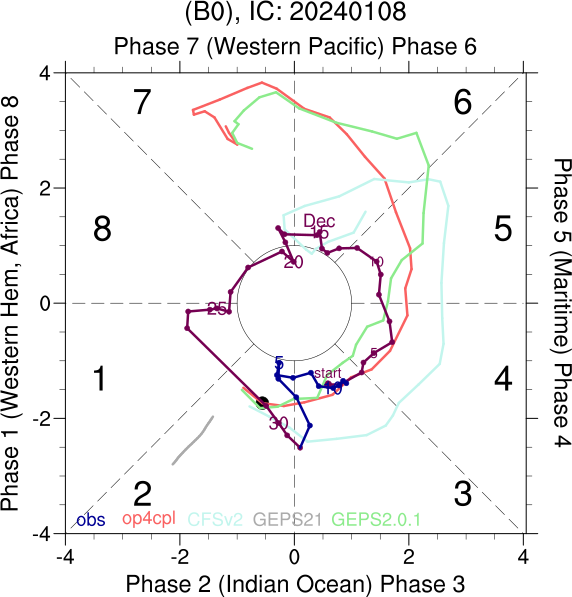 (B0), IC: 20240108
Phase 7 (Western Pacific) Phase 6
4
7
6
2
Dec
15
8
5
20
10
0
25
5
5
start
10
1
4
30
-2
2
3
obs
op4cpl
CFSv2
GEPS21
GEPS2.0.1
-4
-4
-2
0
2
4
Phase 2 (Indian Ocean) Phase 3
Phase 1 (Western Hem, Africa) Phase 8
Phase 5 (Maritime) Phase 4